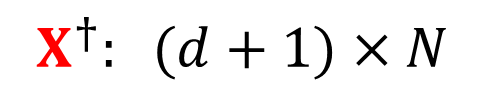 X†: (d + 1) × N